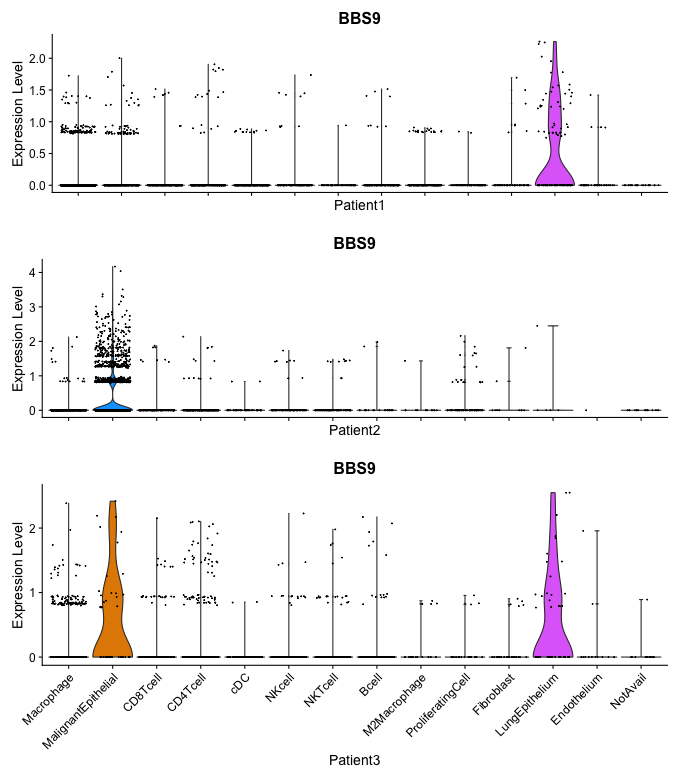 BBS9
Expression Level
2.0
1.5
1.0
0.5
0.0
Patient1
BBS9
Expression Level
4
3
2
1
0
Patient2
BBS9
Expression Level
2
1
0
Macrophage
MalignantEpithelial
CD8Tcell
CD4Tcell
cDC
NKcell
NKTcell
Bcell
M2Macrophage
ProliferatingCell
Fibroblast
LungEpithelium
Endothelium
NotAvail
Patient3